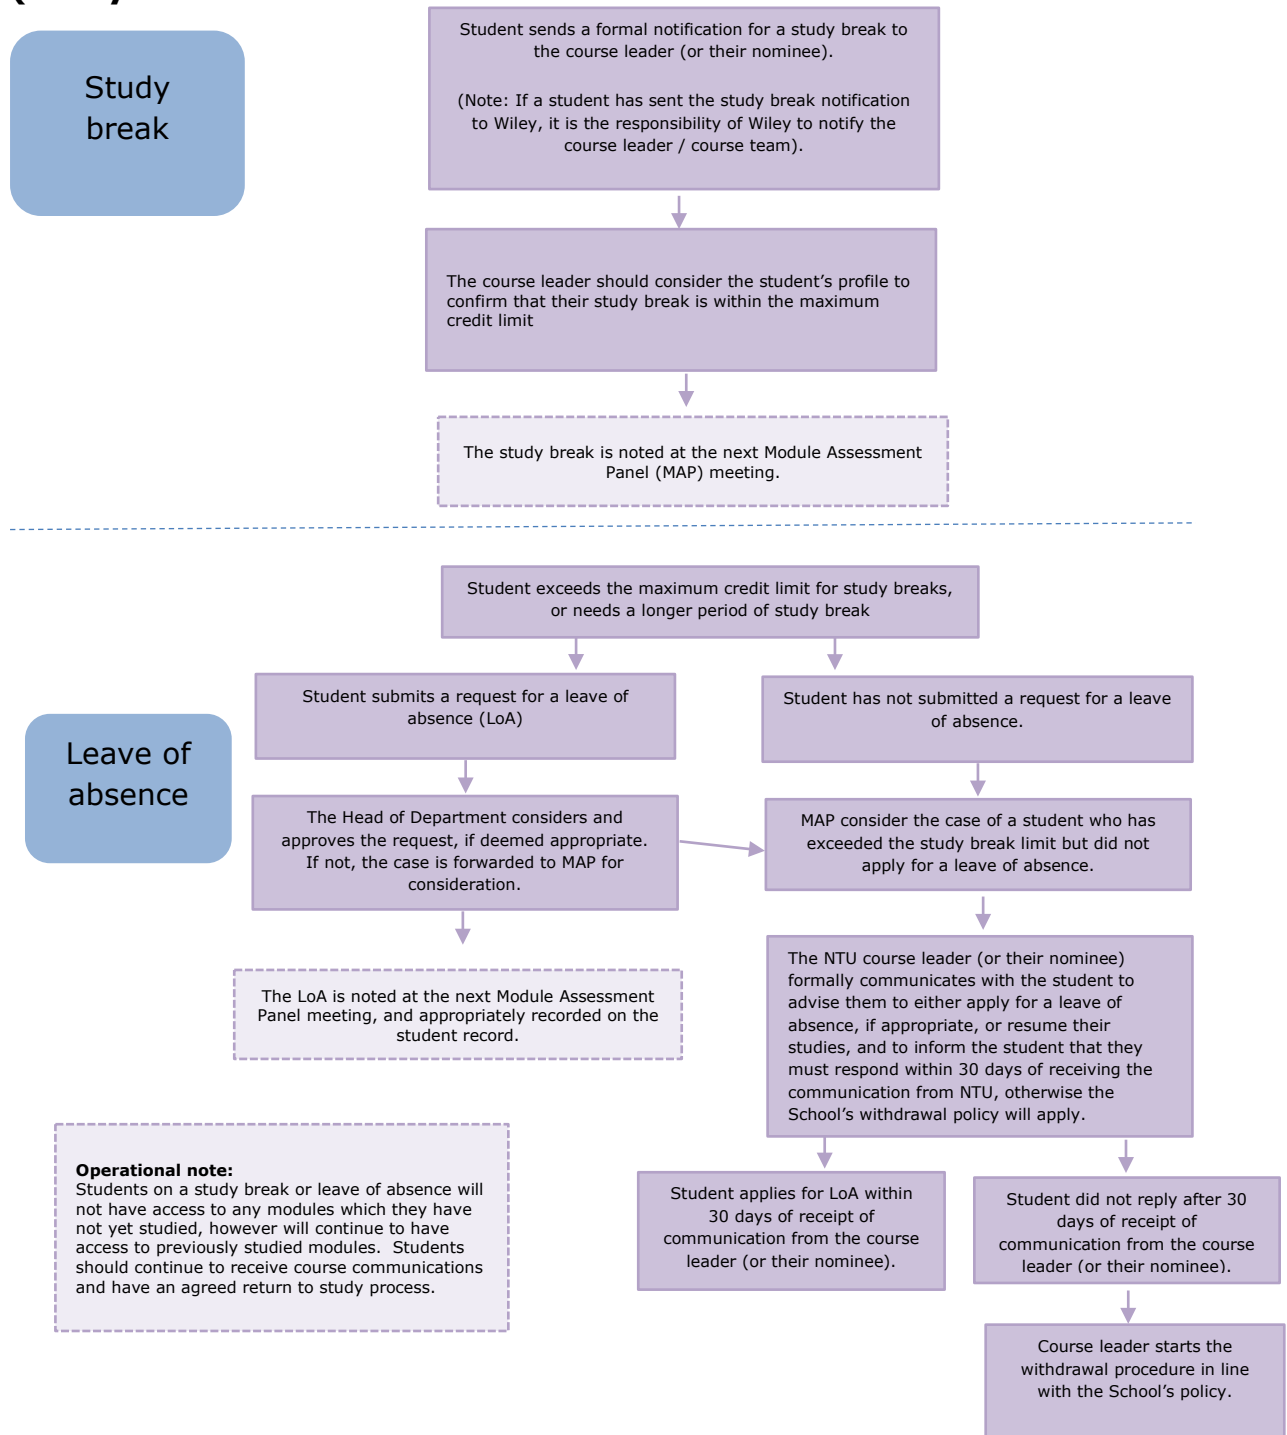 Study
break
Student sends a formal notification for a study break to
the course leader (or their nominee).
(Note: If a student has sent the study break notification
to Wiley, it is the responsibility of Wiley to notify the
course leader / course team).
The course leader should consider the student’s profile to
confirm that their study break is within the maximum
credit limit
The study break is noted at the next Module Assessment
Panel (MAP) meeting.
Student exceeds the maximum credit limit for study breaks,
or needs a longer period of study break
Leave of
absence
Student submits a request for a leave of
absence (LoA)
Student has not submitted a request for a leave
of absence.
The Head of Department considers and
approves the request, if deemed appropriate.
If not, the case is forwarded to MAP for
consideration.
MAP consider the case of a student who has
exceeded the study break limit but did not
apply for a leave of absence.
The LoA is noted at the next Module Assessment
Panel meeting, and appropriately recorded on the
student record.
The NTU course leader (or their nominee)
formally communicates with the student to
advise them to either apply for a leave of
absence, if appropriate, or resume their
studies, and to inform the student that they
must respond within 30 days of receiving the
communication from NTU, otherwise the
School’s withdrawal policy will apply.
Operational note:
Students on a study break or leave of absence will
not have access to any modules which they have
not yet studied, however will continue to have
access to previously studied modules. Students
should continue to receive course communications
and have an agreed return to study process.
Student applies for LoA within
30 days of receipt of
communication from the course
leader (or their nominee).
Student did not reply after 30
days of receipt of
communication from the course
leader (or their nominee).
Course leader starts the
withdrawal procedure in line
with the School’s policy.